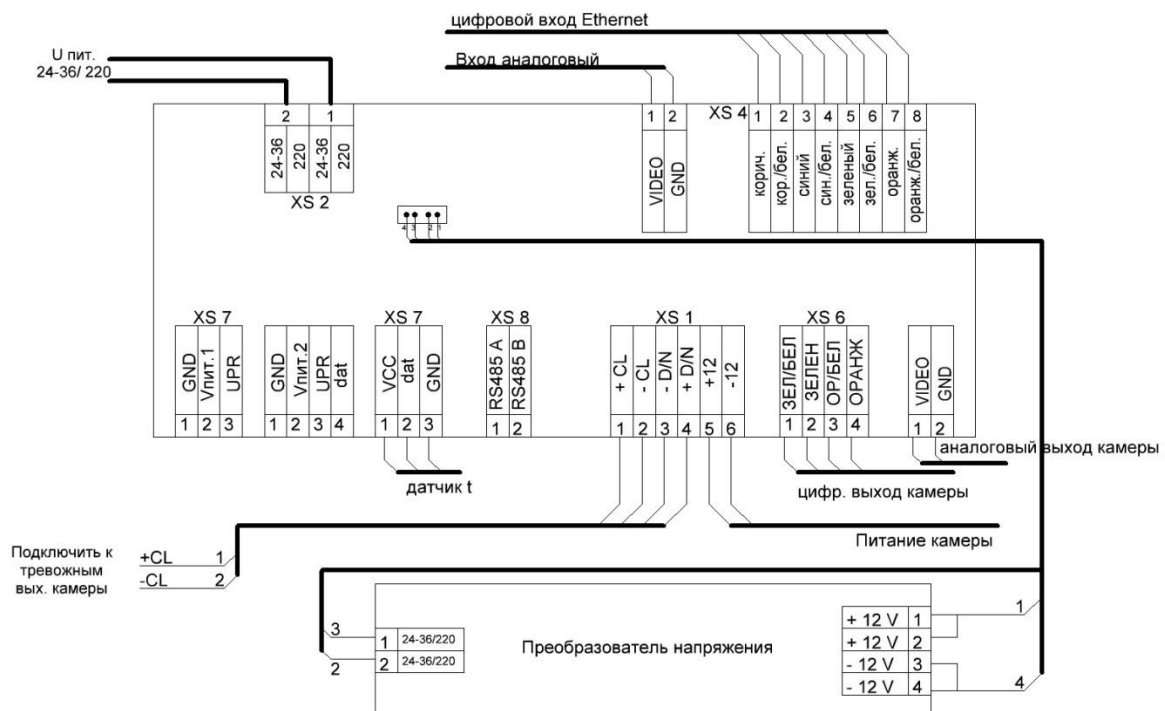 цифровой вход Ethernet
U пит.
24-36/ 220
Вход аналоговый
2 1
24-36
220
24-36
220
XS 2
1 2
VIDEO
GND
XS 4
1 2 3 4 5 6 7 8
корич.
кор./бел.
синий
син./бел.
зеленый
зел./бел.
оранж.
оранж./бел.
4 3 2 1
XS 7
GND
Vпит.1
UPR
1 2 3
GND
Vпит.2
UPR
dat
1 2 3 4
XS 7
VCC
dat
GND
1 2 3
датчик t
XS 8
RS485 A
RS485 B
1 2
XS 1
+ CL
- CL
- D/N
+ D/N
+12
-12
1 2 3 4 5 6
XS 6
ЗЕЛ/БЕЛ
ЗЕЛЕН
ОР/БЕЛ
ОРАНЖ
1 2 3 4
VIDEO
GND
1 2
аналоговый выход камеры
цифр. выход камеры
Питание камеры
Подключить к
тревожным
вых. камеры
+CL 1
-CL 2
3
2
1 24-36/220
2 24-36/220
Преобразователь напряжения
+ 12 V 1
+ 12 V 2
- 12 V 3
- 12 V 4
1
4